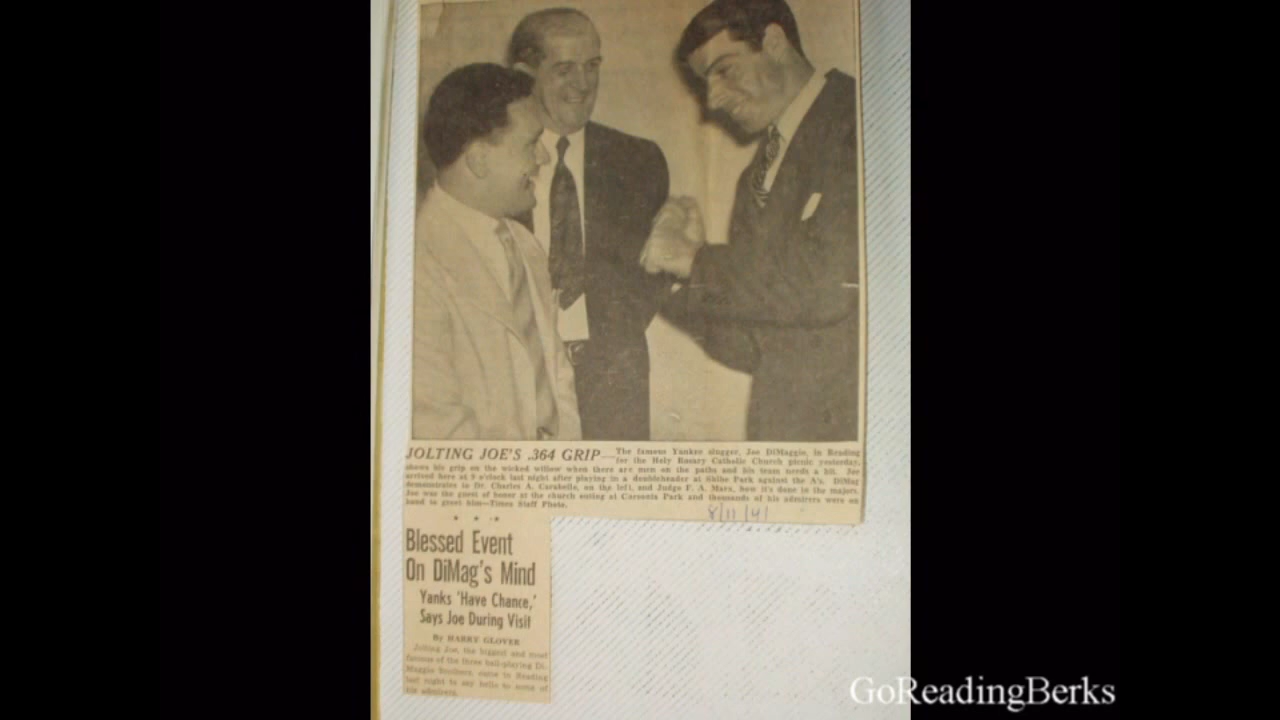 JOLTING JOE'S .364 GRIP—The famous Yankee slugger, Joe DiMaggio, in Reading
for the Holy Rosary Catholic Church picnic yesterday,
shows his grip on the wicked willow when there are men on the paths and his team needs a hit. Joe
arrived here at 9 o'clock last night after playing in a doubleheader at Shibe Park against the A's. DiMag
demonstrates to Dr. Charles A. Carabello, on the left, and Judge F. A. Marx, how it's done in the majors.
Joe was the guest of honor at the church outing at Carsonia Park and thousands of his admirers were on
hand to greet him—Times Staff Photo.
8/11/41
Blessed Event
On DiMag's Mind
Yanks 'Have Chance,'
Says Joe During Visit
By HARRY GLOVER
Jolting Joe, the biggest and most
famous of the three ball-playing Di-
Maggio brothers, came to Reading
last night to say hello to some of
his admirers.
GoReadingBerks